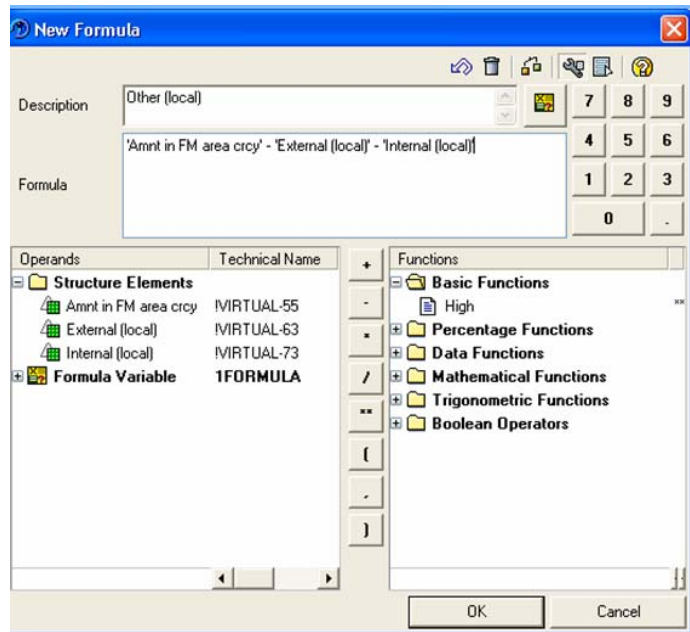 New Formula
Description
Other (local)
7 8 9
'Amnt in FM area crcy' - 'External (local)' - 'Internal (local)'
4 5 6
Formula
1 2 3
0 .
Operands Technical Name
Structure Elements
Amnt in FM area crcy !VIRTUAL-55
External (local) !VIRTUAL-63
Internal (local) !VIRTUAL-73
Formula Variable 1FORMULA
+
-
*
/
**
(
,
)
Functions
Basic Functions
High **
Percentage Functions
Data Functions
Mathematical Functions
Trigonometric Functions
Boolean Operators
OK Cancel